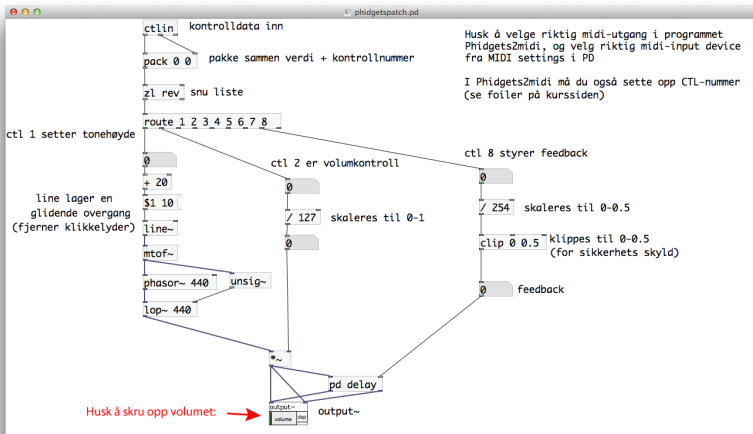 phidgetspatch.pd
ctlin
kontrolldata inn
pack 0 0
pakke sammen verdi + kontrollnummer
zl rev
snu liste
route 1 2 3 4 5 6 7 8
Husk å velge riktig midi-utgang i programmet
Phidgets2midi, og velg riktig midi-input device
fra MIDI settings i PD
I Phidgets2midi må du også sette opp CTL-nummer
(se foiler på kurssiden)
ctl 1 setter tonehøyde
0
+ 20
$1 10
line lager en
glidende overgang
(fjerner klikkelyder)
line~
mtof~
phasor~ 440
unsig~
lop~ 440
ctl 2 er volumkontroll
0
/ 127
skaleres til 0-1
0
ctl 8 styrer feedback
0
/ 254
skaleres til 0-0.5
clip 0 0.5
klippes til 0-0.5
(for sikkerhets skyld)
0
feedback
*~
pd delay
Husk å skru opp volumet:
output~
volume
dsp
output~